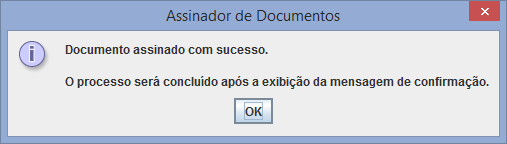 Assinador de Documentos
Documento assinado com sucesso.
O processo será concluído após a exibição da mensagem de confirmação.
OK